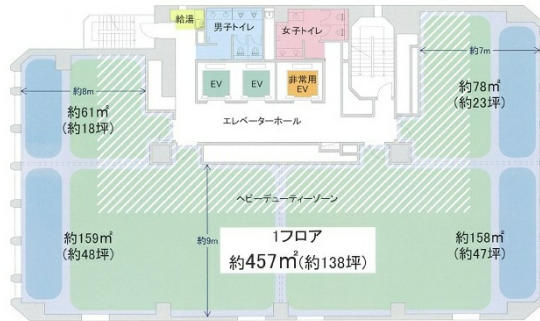 給湯
男子トイレ
女子トイレ
EV
EV
非常用
EV
エレベーターホール
約8m
約7m
約61㎡
(約18坪)
約78㎡
(約23坪)
ヘビーデューティーゾーン
約9m
約159㎡
(約48坪)
1フロア
約457㎡(約138坪)
約158㎡
(約47坪)